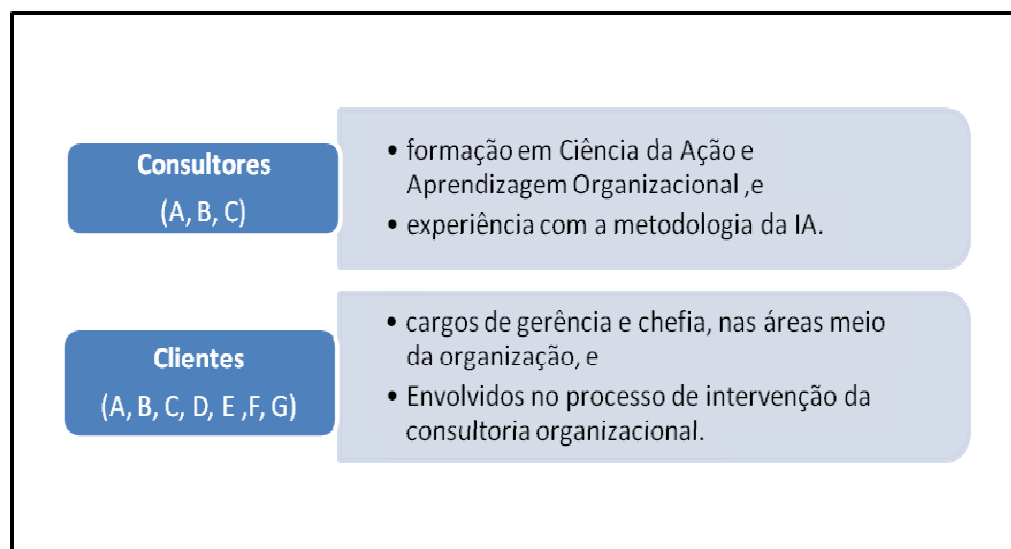 Consultores
(A, B, C)
• formação em Ciência da Ação e
Aprendizagem Organizacional ,e
• experiência com a metodologia da IA.
Clientes
(A, B, C, D, E ,F, G)
• cargos de gerência e chefia, nas áreas meio
da organização, e
• Envolvidos no processo de intervenção da
consultoria organizacional.